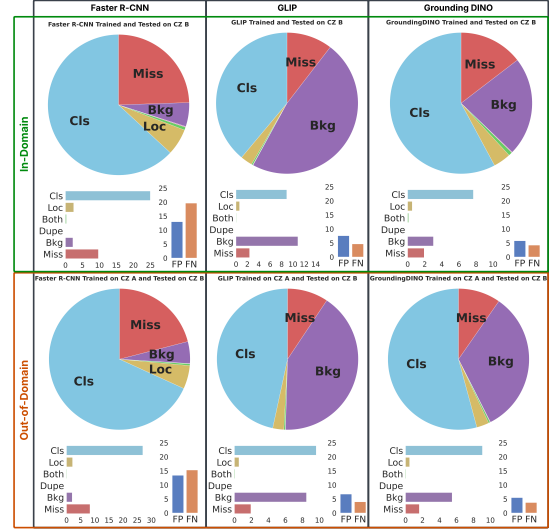 Faster R-CNN
GLIP
Grounding DINO
In-Domain
Faster R-CNN Trained and Tested on CZ B
Miss
Bkg
Loc
Cls
Cls
Loc
Both
Dupe
Bkg
Miss
0 5 10 15 20 25
25
20
15
10
5
0
FP FN
GLIP Trained and Tested on CZ B
Miss
Cls
Bkg
Cls
Loc
Both
Dupe
Bkg
Miss
0 2 4 6 8 10 12 14
25
20
15
10
5
0
FP FN
GroundingDINO Trained and Tested on CZ B
Miss
Bkg
Cls
Cls
Loc
Both
Dupe
Bkg
Miss
0 2 4 6 8 10
25
20
15
10
5
0
FP FN
Out-of-Domain
Faster R-CNN Trained on CZ A and Tested on CZ B
Miss
Bkg
Loc
Cls
Cls
Loc
Both
Dupe
Bkg
Miss
0 5 10 15 20 25 30
25
20
15
10
5
0
FP FN
GLIP Trained on CZ A and Tested on CZ B
Miss
Cls
Bkg
Cls
Loc
Both
Dupe
Bkg
Miss
0 2 4 6 8 10
25
20
15
10
5
0
FP FN
GroundingDINO Trained on CZ A and Tested on CZ B
Miss
Cls
Bkg
Cls
Loc
Both
Dupe
Bkg
Miss
0 2 4 6 8 10
25
20
15
10
5
0
FP FN